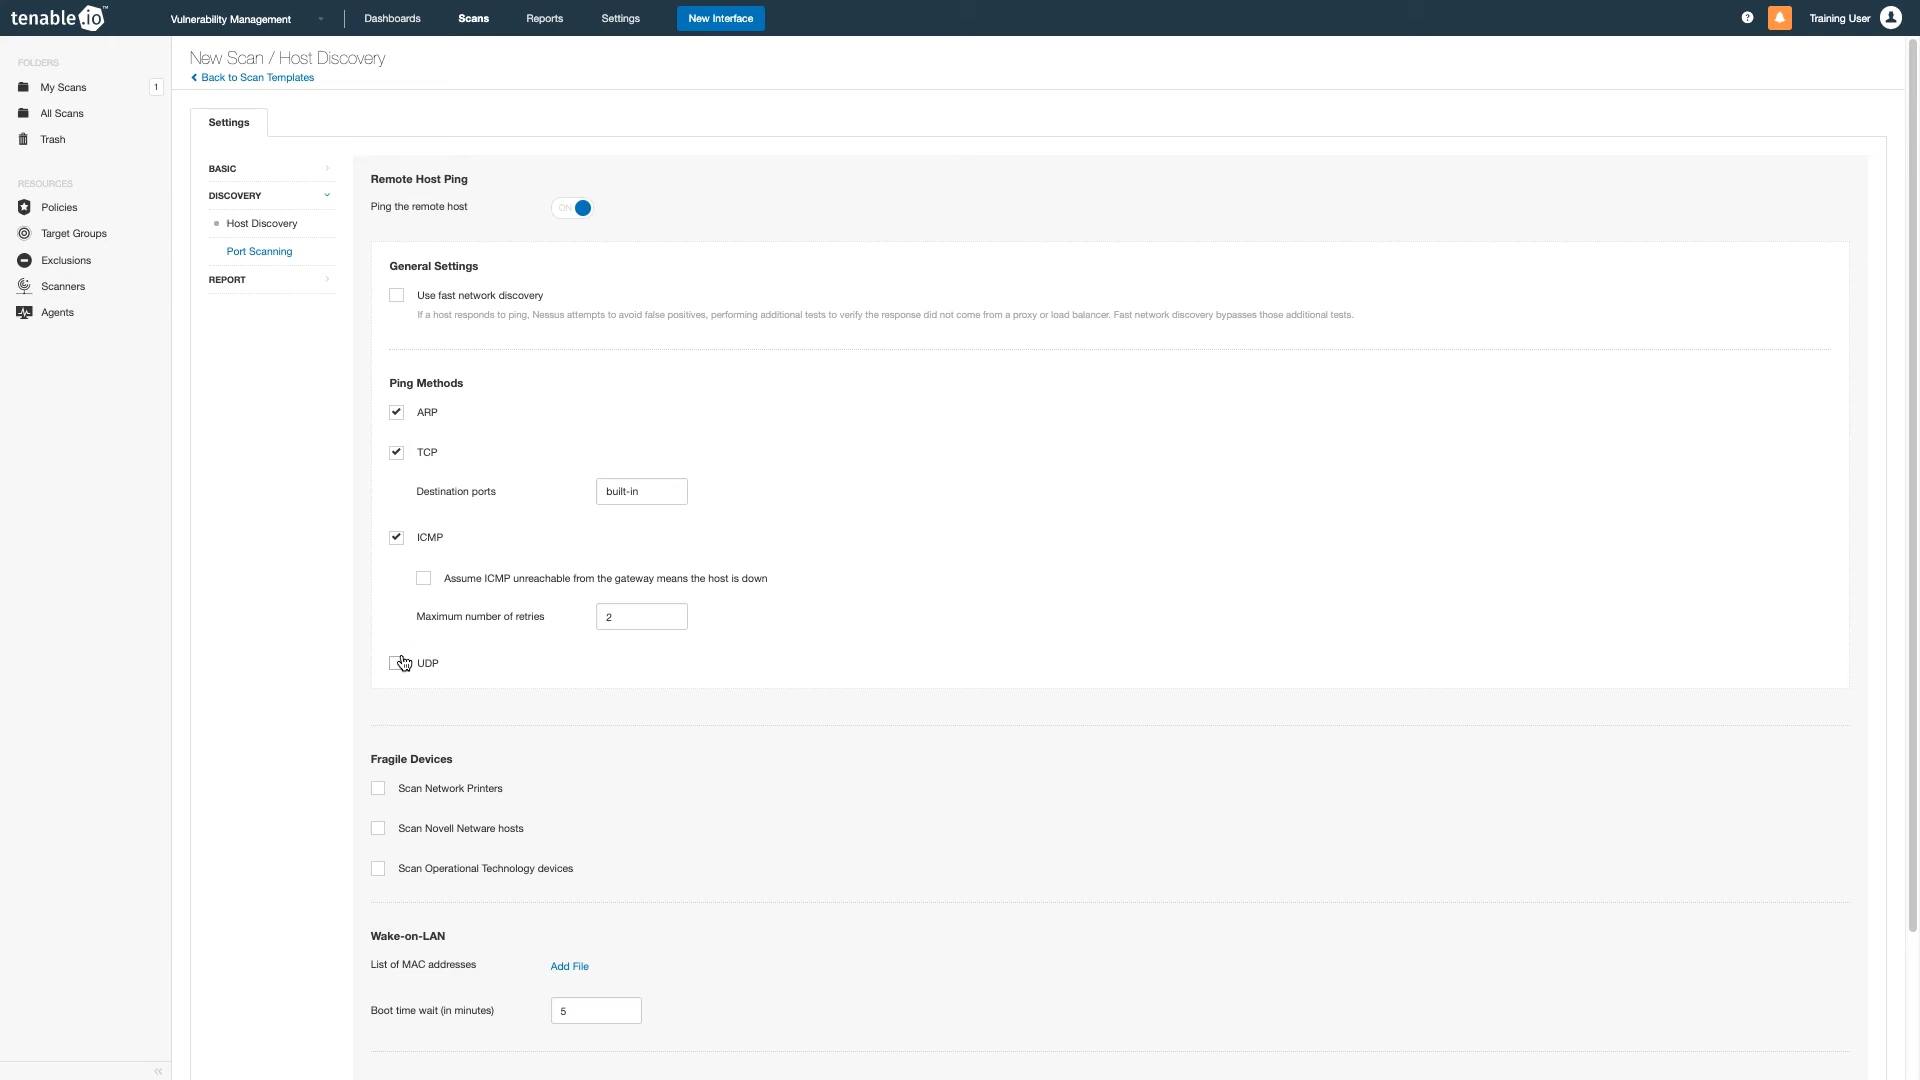 tenable.io™
Vulnerability Management
Dashboards
Scans
Reports
Settings
New Interface
?
Training User
FOLDERS
My Scans
1
All Scans
Trash
RESOURCES
Policies
Target Groups
Exclusions
Scanners
Agents
New Scan / Host Discovery
Back to Scan Templates
Settings
BASIC
DISCOVERY
Host Discovery
Port Scanning
REPORT
Remote Host Ping
Ping the remote host
ON
General Settings
Use fast network discovery
If a host responds to ping, Nessus attempts to avoid false positives, performing additional tests to verify the response did not come from a proxy or load balancer. Fast network discovery bypasses those additional tests.
Ping Methods
ARP
TCP
Destination ports
built-in
ICMP
Assume ICMP unreachable from the gateway means the host is down
Maximum number of retries
2
UDP
Fragile Devices
Scan Network Printers
Scan Novell Netware hosts
Scan Operational Technology devices
Wake-on-LAN
List of MAC addresses
Add File
Boot time wait (in minutes)
5